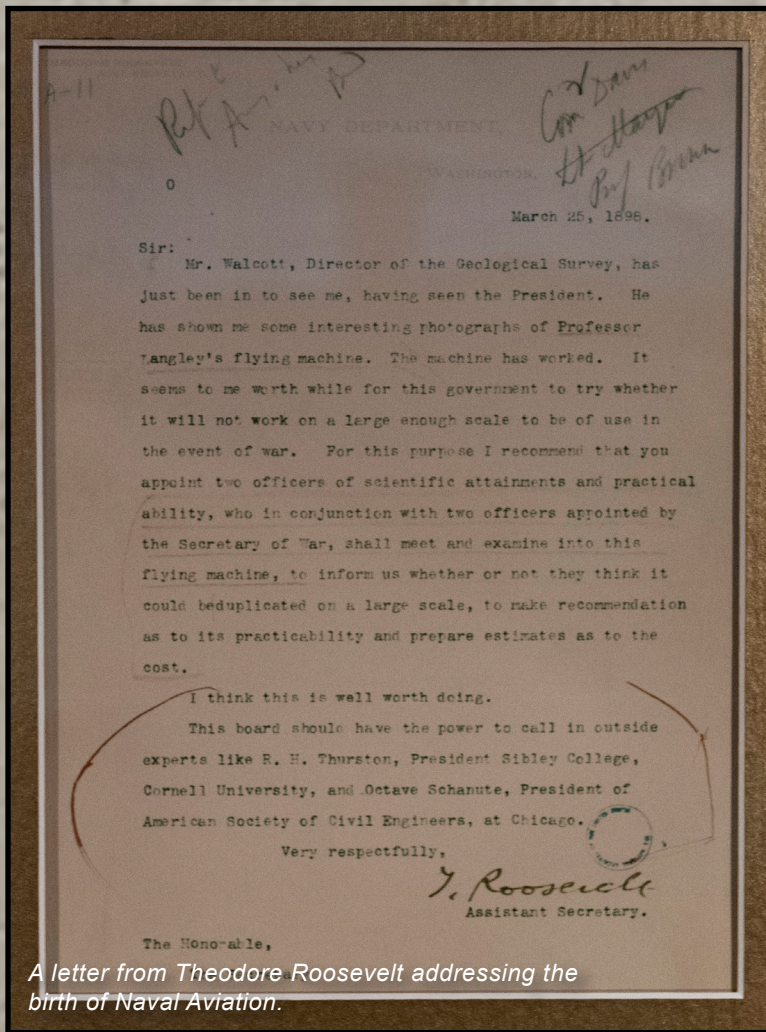 THEODORE ROOSEVELT
A-11
NAVY DEPARTMENT,
Com Davis
Lt Margan
Prof Brown
WASHINGTON,
O
March 25, 1898.
Sir:
Mr. Walcott, Director of the Geological Survey, has
just been in to see me, having seen the President. He
has shown me some interesting photographs of Professor
Langley's flying machine. The machine has worked. It
seems to me worth while for this government to try whether
it will not work on a large enough scale to be of use in
the event of war. For this purpose I recommend that you
appoint two officers of scientific attainments and practical
ability, who in conjunction with two officers appointed by
the Secretary of War, shall meet and examine into this
flying machine, to inform us whether or not they think it
could beduplicated on a large scale, to make recommendation
as to its practicability and prepare estimates as to the
cost.
I think this is well worth doing.
This board should have the power to call in outside
experts like R. H. Thurston, President Sibley College,
Cornell University, and Octave Schanute, President of
American Society of Civil Engineers, at Chicago.
Very respectfully,
T. Roosevelt
Assistant Secretary.
The Honorable,
A letter from Theodore Roosevelt addressing the
birth of Naval Aviation.